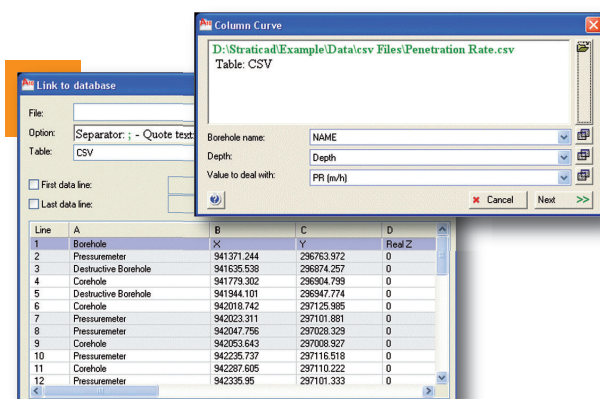 Column Curve
D:\Straticad\Example\Data\csv Files\Penetration Rate.csv
Table: CSV
Borehole name: NAME
Depth: Depth
Value to deal with: PR (m/h)
Cancel Next >>
Link to database
File:
Option: Separator: ; - Quote text:
Table: CSV
First data line:
Last data line:
Line A B C D
1 Borehole X Y Real Z
2 Pressuremeter 941371.244 296763.972 0
3 Destructive Borehole 941635.538 296874.257 0
4 Corehole 941779.302 296904.799 0
5 Destructive Borehole 941944.101 296947.774 0
6 Corehole 942018.742 297125.985 0
7 Pressuremeter 942023.311 297101.881 0
8 Pressuremeter 942047.756 297028.329 0
9 Corehole 942053.643 297008.927 0
10 Pressuremeter 942235.737 297116.518 0
11 Corehole 942287.605 297110.222 0
12 Pressuremeter 942335.95 297101.333 0